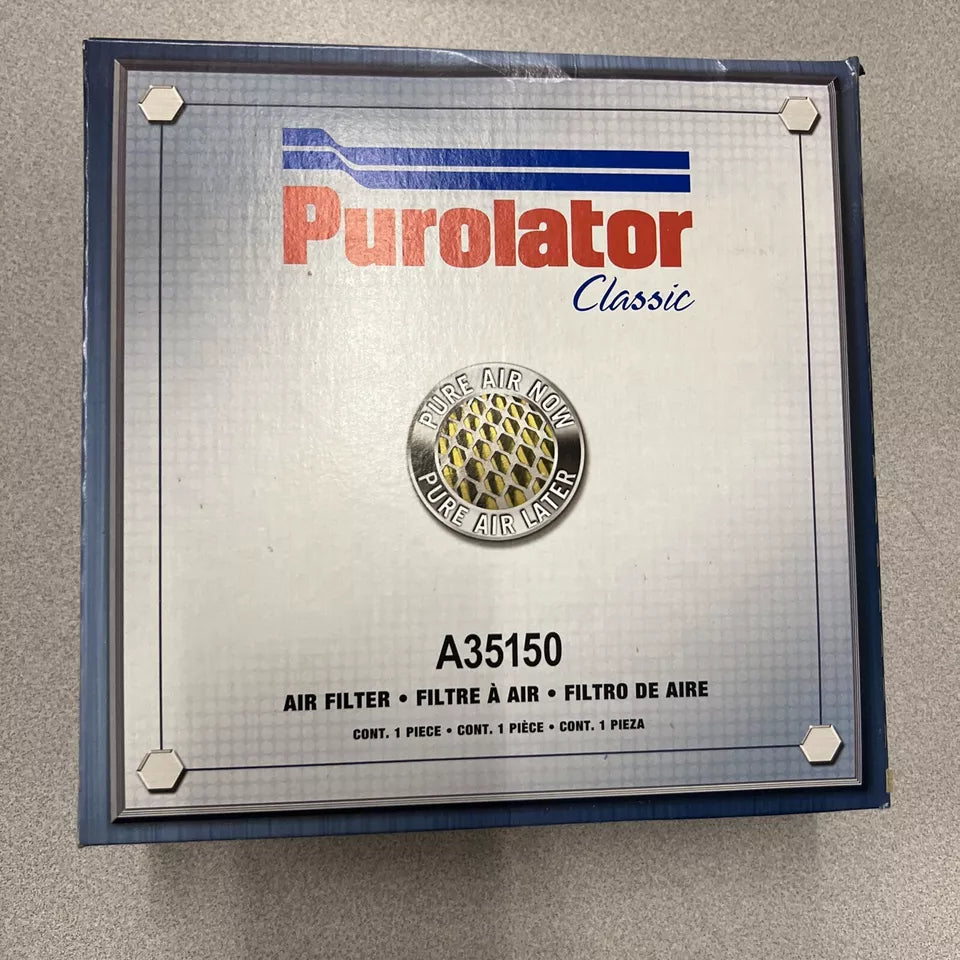 Purolator
Classic
PURE AIR NOW
PURE AIR LATER
A35150
AIR FILTER • FILTRE À AIR • FILTRO DE AIRE
CONT. 1 PIECE • CONT. 1 PIÈCE • CONT. 1 PIEZA